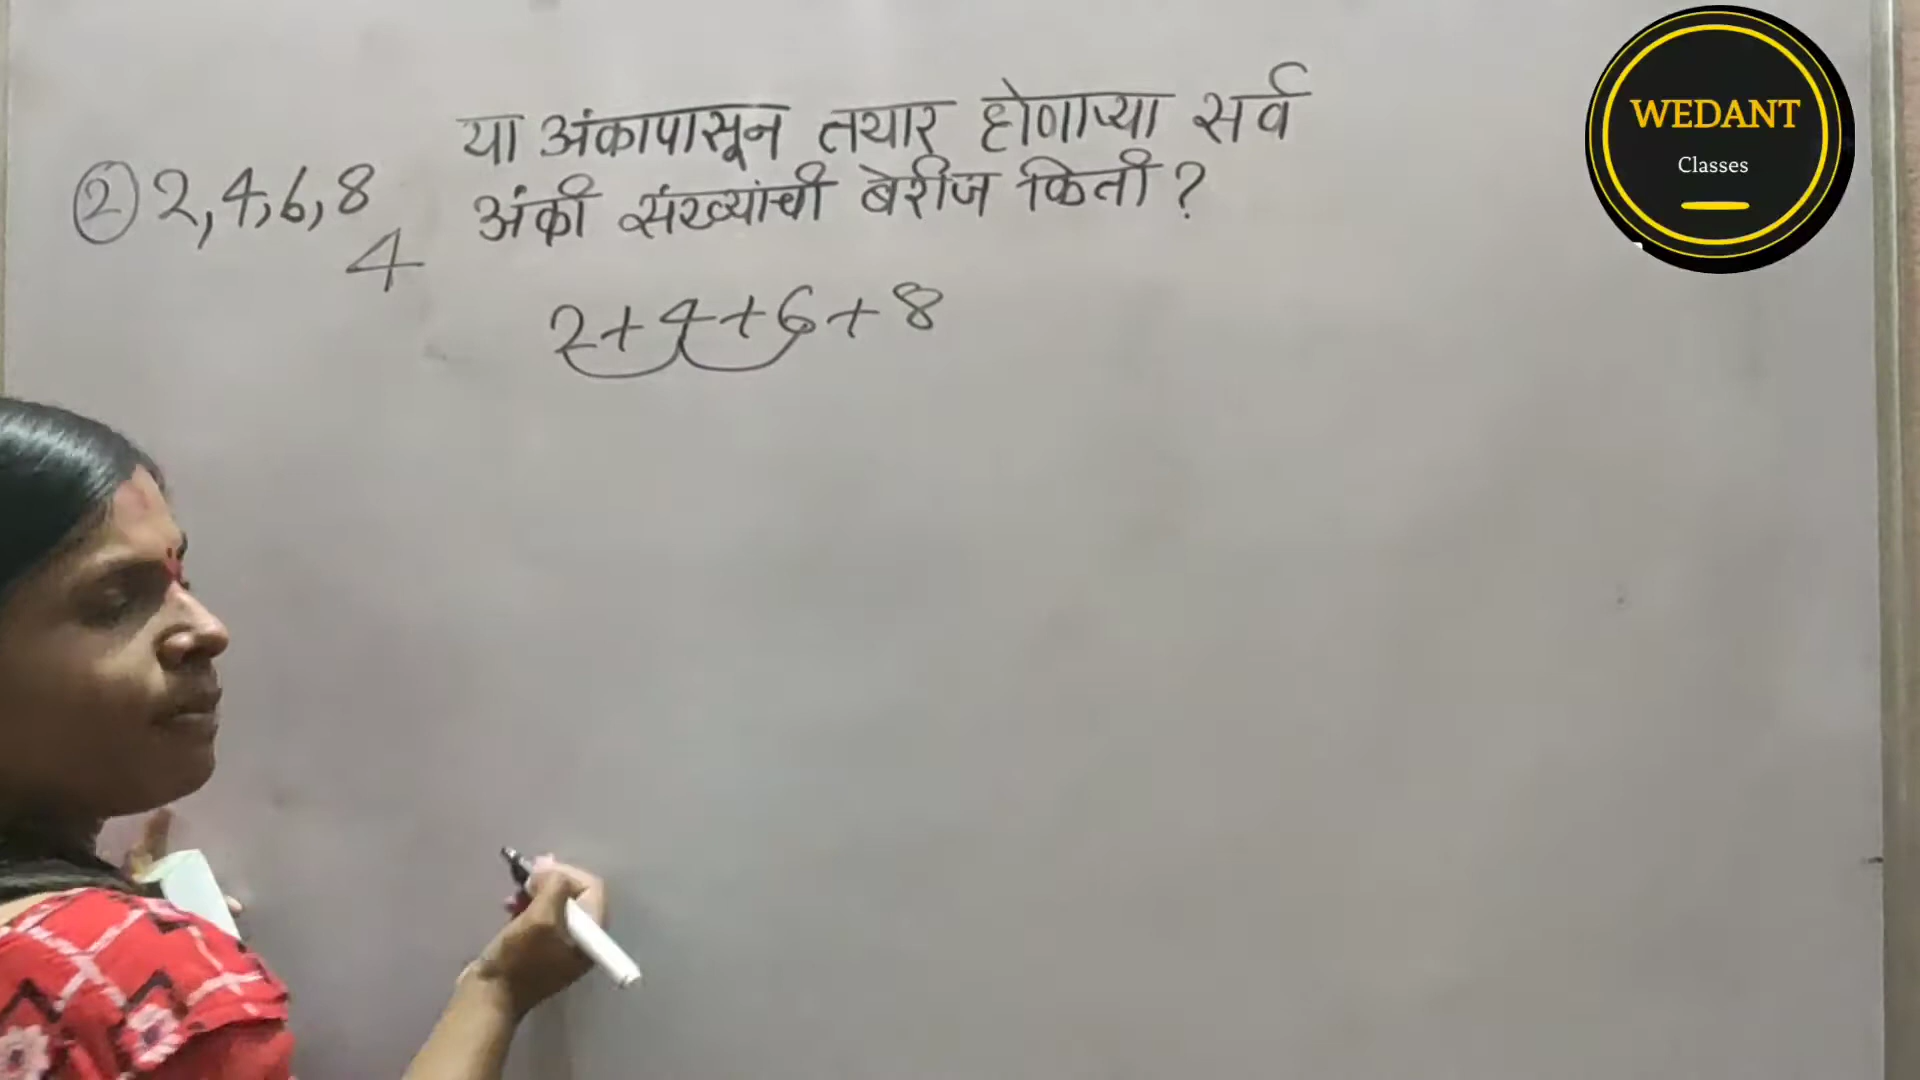 ② 2, 4, 6, 8 या अंकापासून तयार होणाऱ्या सर्व
4 अंकी संख्यांची बेरीज किती ?
2 + 4 + 6 + 8
WEDANT
Classes